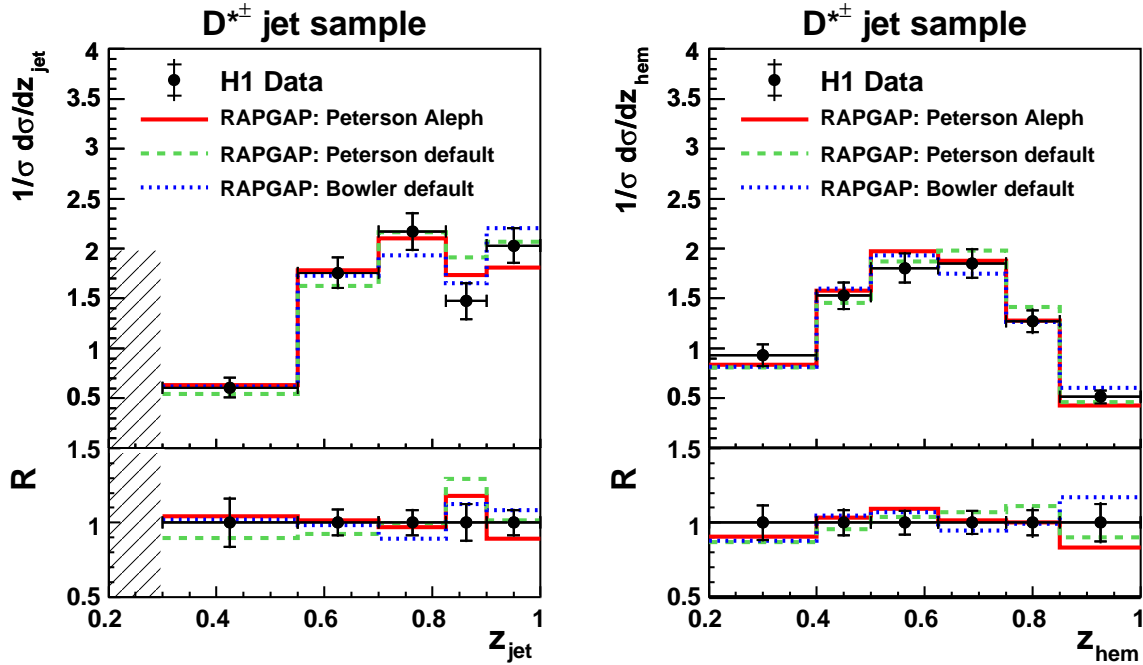 D*± jet sample
1/σ dσ/dz_jet
4
3.5
3
2.5
2
1.5
1
0.5
H1 Data
RAPGAP: Peterson Aleph
RAPGAP: Peterson default
RAPGAP: Bowler default
R
1.5
1
0.5
0.2 0.4 0.6 0.8 1
z_jet
D*± jet sample
1/σ dσ/dz_hem
4
3.5
3
2.5
2
1.5
1
0.5
H1 Data
RAPGAP: Peterson Aleph
RAPGAP: Peterson default
RAPGAP: Bowler default
R
1.5
1
0.5
0.2 0.4 0.6 0.8 1
z_hem